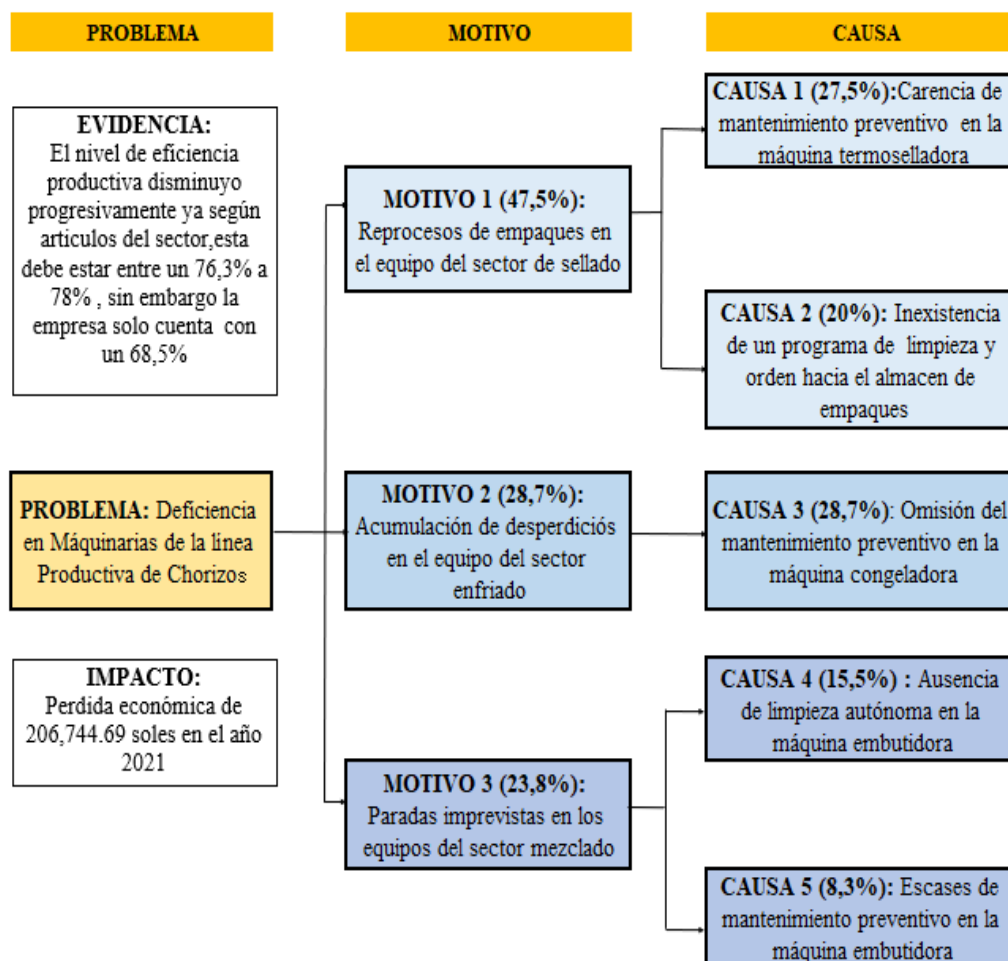 PROBLEMA
MOTIVO
CAUSA
EVIDENCIA:
El nivel de eficiencia
productiva disminuyo
progresivamente ya según
articulos del sector,esta
debe estar entre un 76,3% a
78% , sin embargo la
empresa solo cuenta con
un 68,5%
PROBLEMA: Deficiencia
en Máquinarias de la línea
Productiva de Chorizos
IMPACTO:
Perdida económica de
206,744.69 soles en el año
2021
MOTIVO 1 (47,5%):
Reprocesos de empaques en
el equipo del sector de sellado
MOTIVO 2 (28,7%):
Acumulación de desperdiciós
en el equipo del sector
enfriado
MOTIVO 3 (23,8%):
Paradas imprevistas en los
equipos del sector mezclado
CAUSA 1 (27,5%):Carencia de
mantenimiento preventivo en la
máquina termoselladora
CAUSA 2 (20%): Inexistencia
de un programa de limpieza y
orden hacia el almacen de
empaques
CAUSA 3 (28,7%): Omisión del
mantenimiento preventivo en la
máquina congeladora
CAUSA 4 (15,5%) : Ausencia
de limpieza autónoma en la
máquina embutidora
CAUSA 5 (8,3%): Escases de
mantenimiento preventivo en la
máquina embutidora